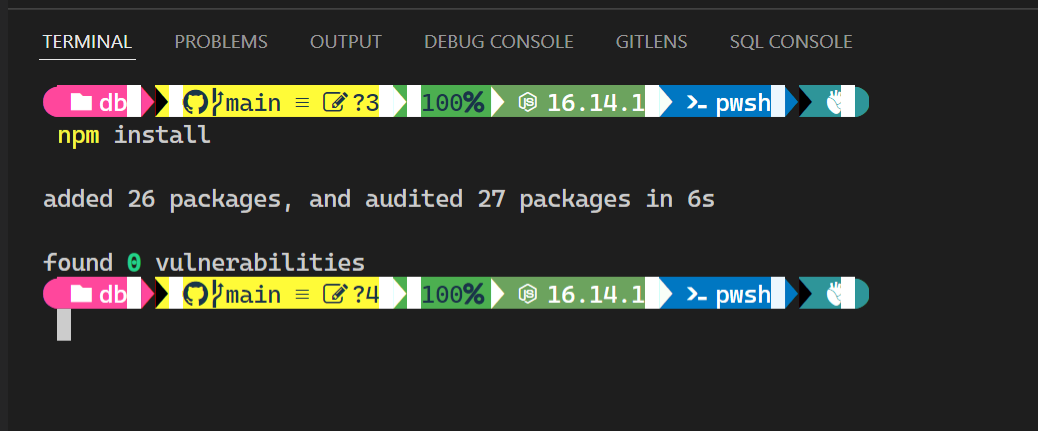 TERMINAL PROBLEMS OUTPUT DEBUG CONSOLE GITLENS SQL CONSOLE
db main ≡ ?3 100% 16.14.1 pwsh
npm install
added 26 packages, and audited 27 packages in 6s
found 0 vulnerabilities
db main ≡ ?4 100% 16.14.1 pwsh